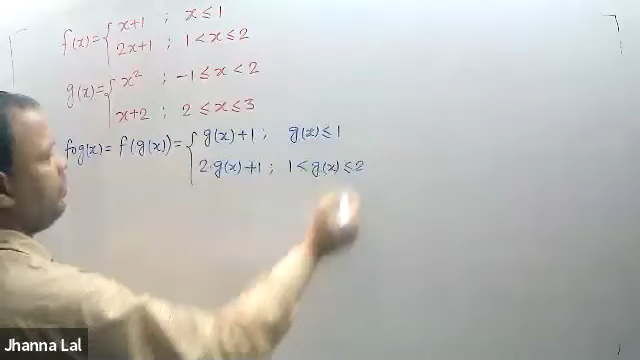 f(x) = { x+1 ; x ≤ 1
2x+1 ; 1 < x ≤ 2
g(x) = { x² ; -1 ≤ x < 2
x+2 ; 2 ≤ x ≤ 3
fog(x) = f(g(x)) = { g(x)+1 ; g(x) ≤ 1
2·g(x)+1 ; 1 < g(x) ≤ 2
Jhanna Lal